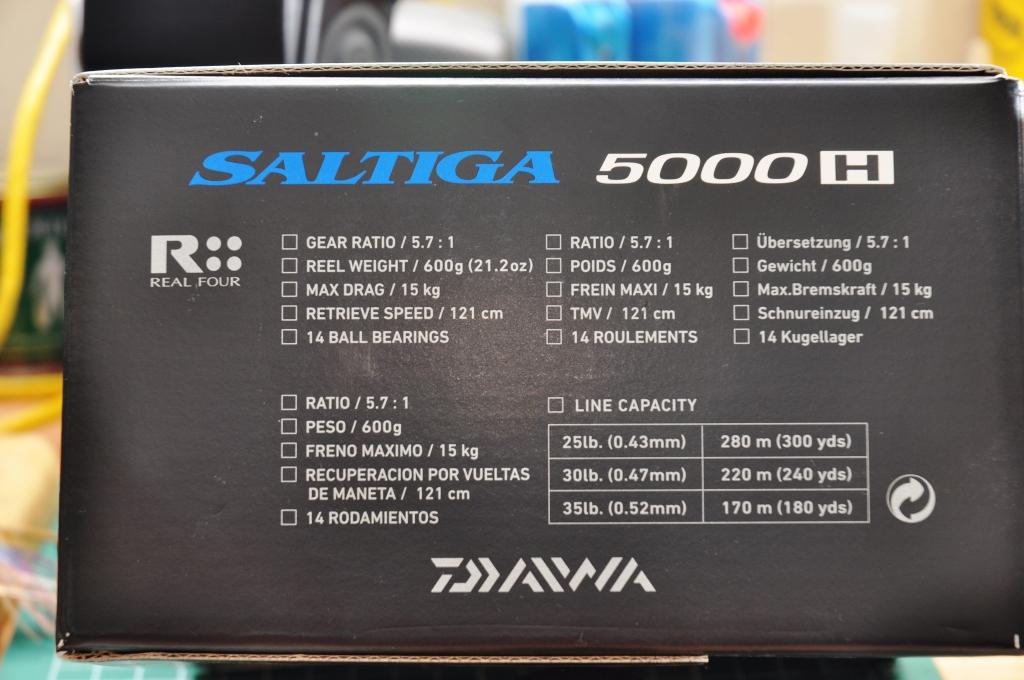 SALTIGA 5000 H
R
REAL FOUR
GEAR RATIO / 5.7 : 1
REEL WEIGHT / 600g (21.2oz)
MAX DRAG / 15 kg
RETRIEVE SPEED / 121 cm
14 BALL BEARINGS
RATIO / 5.7 : 1
POIDS / 600g
FREIN MAXI / 15 kg
TMV / 121 cm
14 ROULEMENTS
Übersetzung / 5.7 : 1
Gewicht / 600g
Max.Bremskraft / 15 kg
Schnureinzug / 121 cm
14 Kugellager
RATIO / 5.7 : 1
PESO / 600g
FRENO MAXIMO / 15 kg
RECUPERACION POR VUELTAS
DE MANETA / 121 cm
14 RODAMIENTOS
LINE CAPACITY
25lb. (0.43mm) 280 m (300 yds)
30lb. (0.47mm) 220 m (240 yds)
35lb. (0.52mm) 170 m (180 yds)
DAIWA